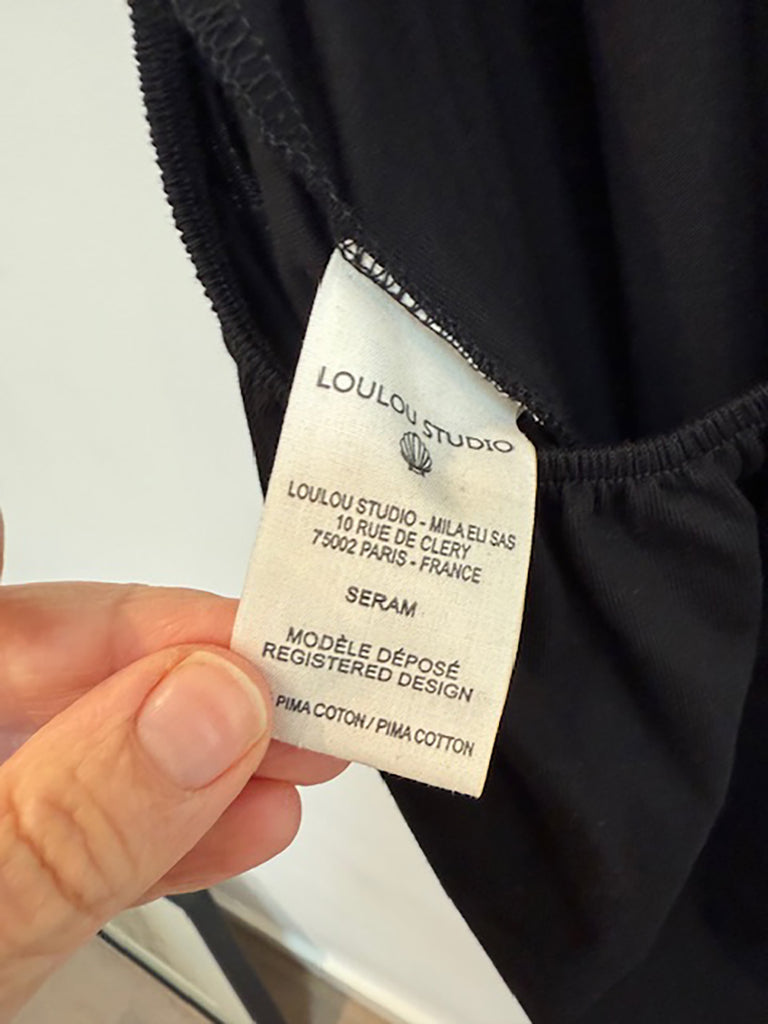 LOULOU STUDIO
LOULOU STUDIO - MILA ELI SAS
10 RUE DE CLERY
75002 PARIS - FRANCE
SERAM
MODÈLE DÉPOSÉ
REGISTERED DESIGN
PIMA COTON / PIMA COTTON